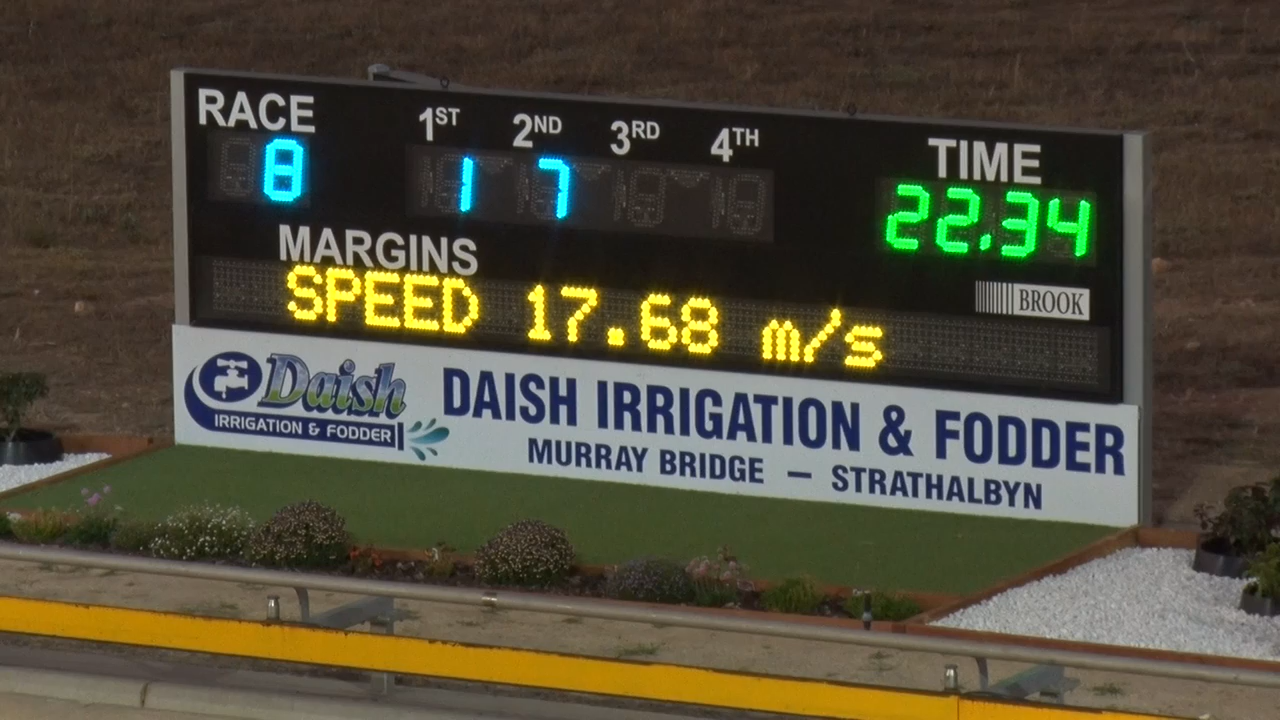 RACE 1ST 2ND 3RD 4TH TIME
8 1 7 22.34
MARGINS
SPEED 17.68 m/s
BROOK
Daish
IRRIGATION & FODDER
DAISH IRRIGATION & FODDER
MURRAY BRIDGE — STRATHALBYN